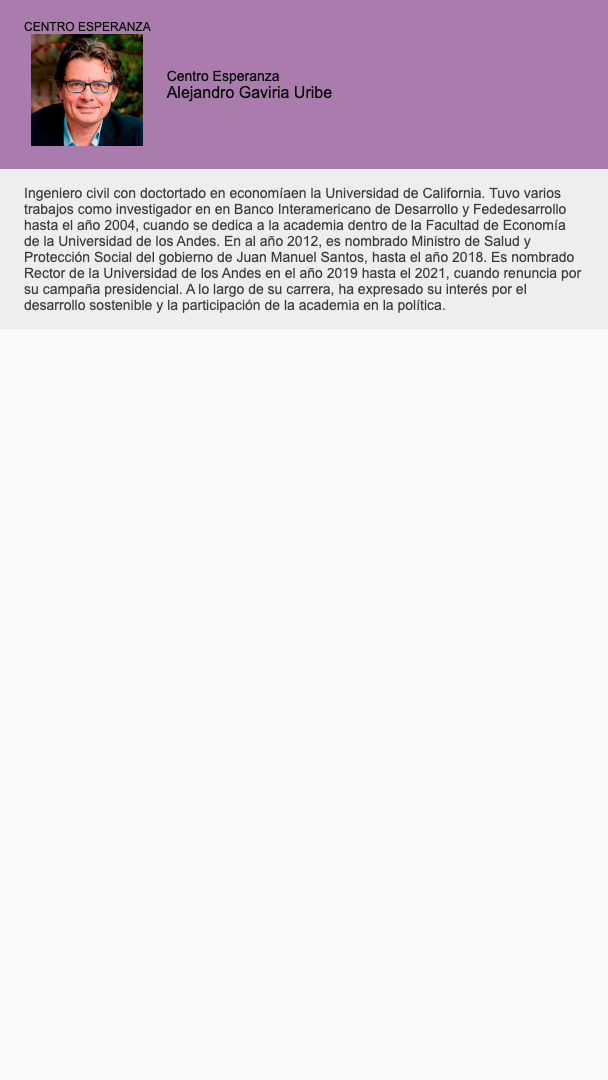 CENTRO ESPERANZA
Centro Esperanza
Alejandro Gaviria Uribe
Ingeniero civil con doctortado en economíaen la Universidad de California. Tuvo varios
trabajos como investigador en en Banco Interamericano de Desarrollo y Fededesarrollo
hasta el año 2004, cuando se dedica a la academia dentro de la Facultad de Economía
de la Universidad de los Andes. En al año 2012, es nombrado Ministro de Salud y
Protección Social del gobierno de Juan Manuel Santos, hasta el año 2018. Es nombrado
Rector de la Universidad de los Andes en el año 2019 hasta el 2021, cuando renuncia por
su campaña presidencial. A lo largo de su carrera, ha expresado su interés por el
desarrollo sostenible y la participación de la academia en la política.